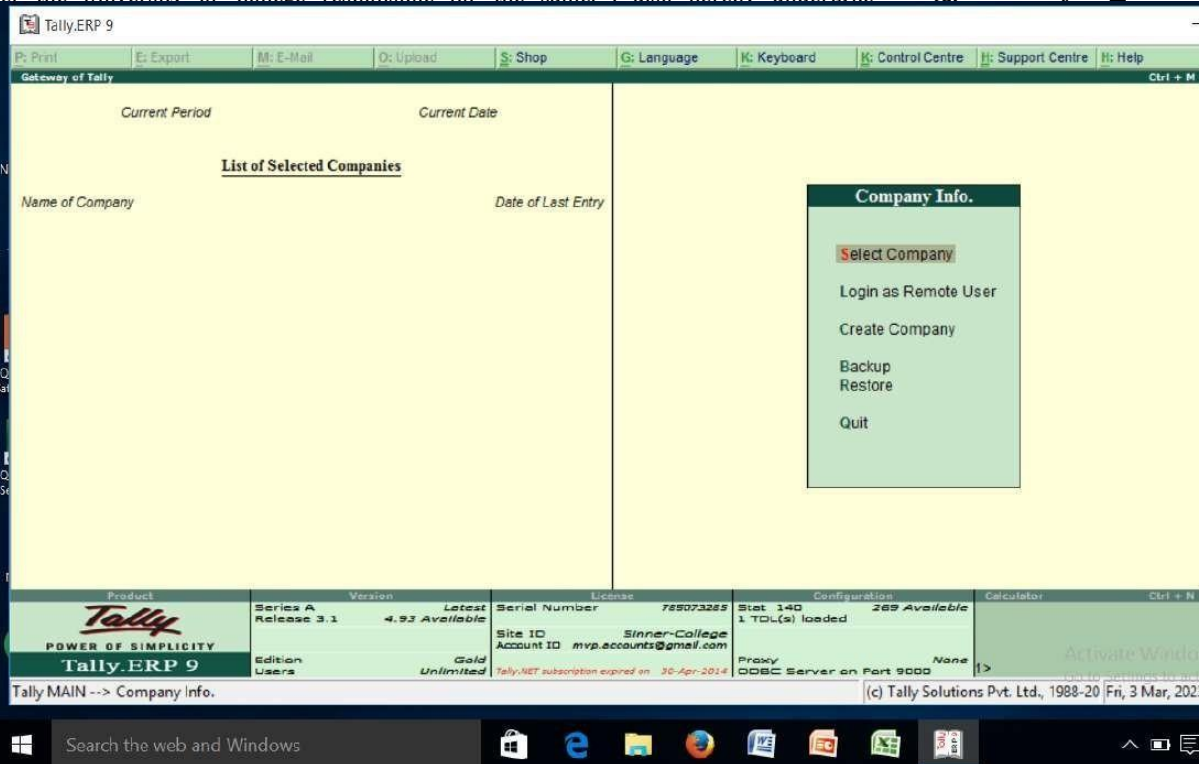 Tally.ERP 9
P: Print E: Export M: E-Mail O: Upload S: Shop G: Language K: Keyboard K: Control Centre H: Support Centre H: Help
Gateway of Tally Ctrl + M
Current Period Current Date
List of Selected Companies
Name of Company Date of Last Entry
Company Info.
Select Company
Login as Remote User
Create Company
Backup
Restore
Quit
Product Version License Configuration Calculator Ctrl + N
Tally
POWER OF SIMPLICITY
Tally.ERP 9
Series A Latest
Release 3.1 4.93 Available
Edition Gold
Users Unlimited
Serial Number 785073285
Site ID Sinner-College
Account ID mvp.accounts@gmail.com
Tally.NET subscription expired on 30-Apr-2014
Stat 140 269 Available
1 TDL(s) loaded
Proxy None
ODBC Server on Port 9000
1>
Activate Windo
Tally MAIN --> Company Info. (c) Tally Solutions Pvt. Ltd., 1988-20 Fri, 3 Mar, 202
Search the web and Windows